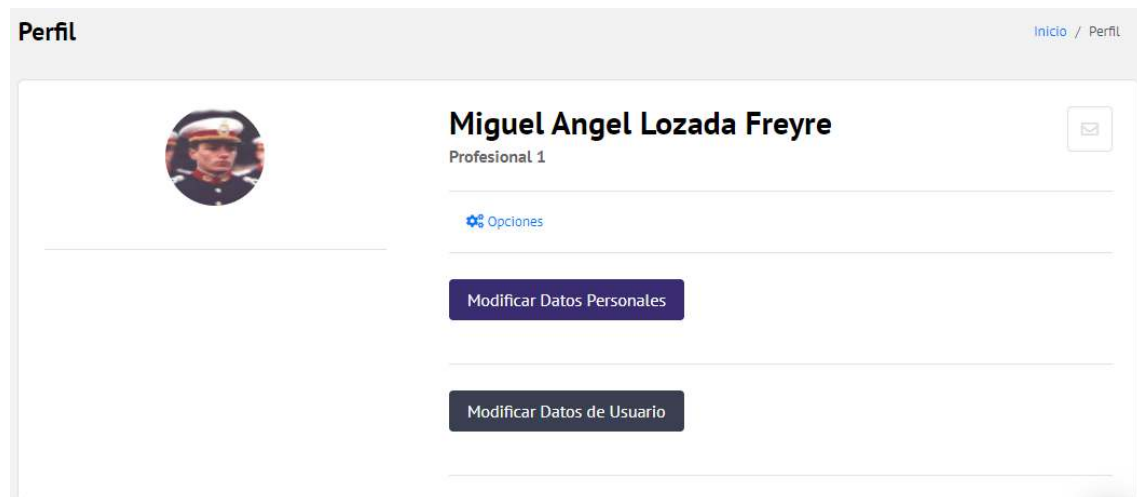 Perfil
Inicio / Perfil
Miguel Angel Lozada Freyre
Profesional 1
Opciones
Modificar Datos Personales
Modificar Datos de Usuario